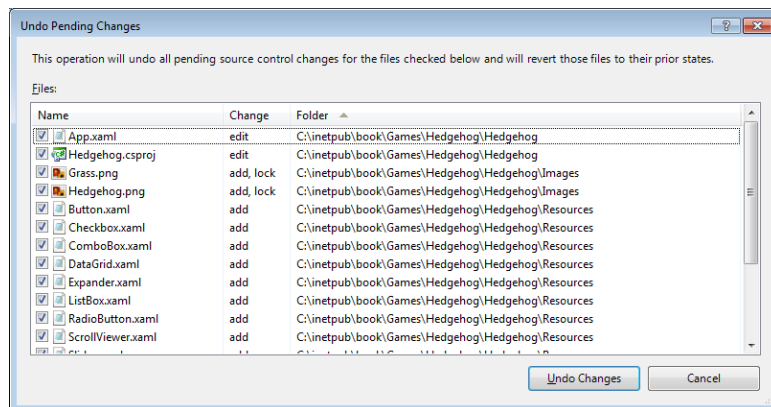 Undo Pending Changes
This operation will undo all pending source control changes for the files checked below and will revert those files to their prior states.
Files:
Name Change Folder
App.xaml edit C:\inetpub\book\Games\Hedgehog\Hedgehog
Hedgehog.csproj edit C:\inetpub\book\Games\Hedgehog\Hedgehog
Grass.png add, lock C:\inetpub\book\Games\Hedgehog\Hedgehog\Images
Hedgehog.png add, lock C:\inetpub\book\Games\Hedgehog\Hedgehog\Images
Button.xaml add C:\inetpub\book\Games\Hedgehog\Hedgehog\Resources
Checkbox.xaml add C:\inetpub\book\Games\Hedgehog\Hedgehog\Resources
ComboBox.xaml add C:\inetpub\book\Games\Hedgehog\Hedgehog\Resources
DataGrid.xaml add C:\inetpub\book\Games\Hedgehog\Hedgehog\Resources
Expander.xaml add C:\inetpub\book\Games\Hedgehog\Hedgehog\Resources
ListBox.xaml add C:\inetpub\book\Games\Hedgehog\Hedgehog\Resources
RadioButton.xaml add C:\inetpub\book\Games\Hedgehog\Hedgehog\Resources
ScrollViewer.xaml add C:\inetpub\book\Games\Hedgehog\Hedgehog\Resources
Undo Changes Cancel